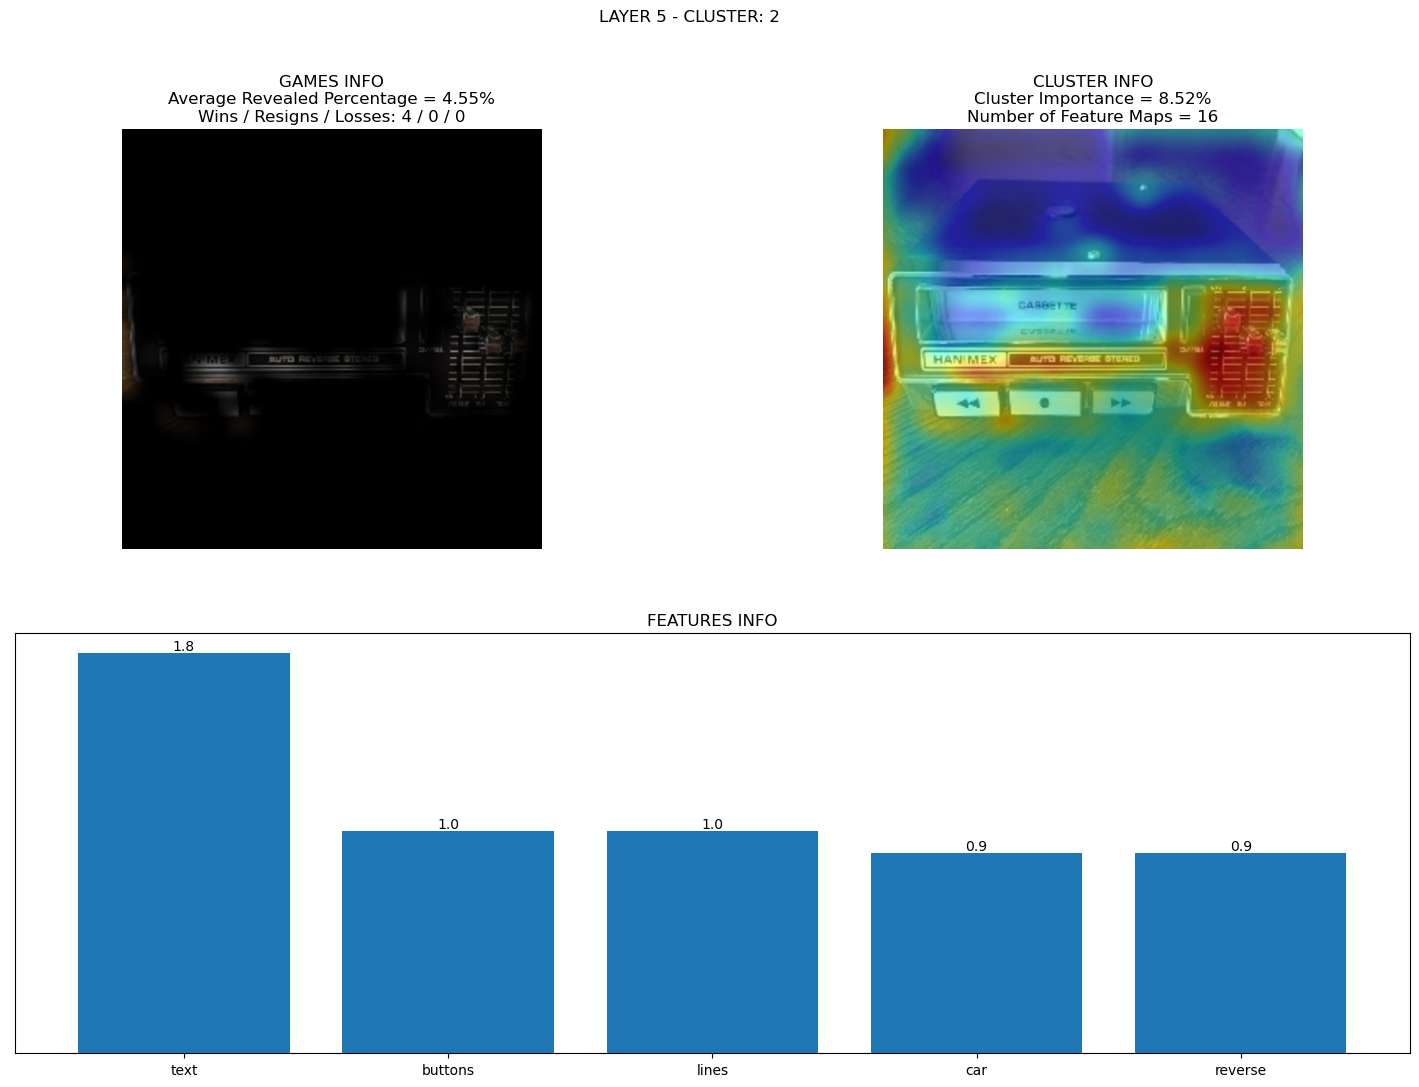 LAYER 5 - CLUSTER: 2
GAMES INFO
Average Revealed Percentage = 4.55%
Wins / Resigns / Losses: 4 / 0 / 0
HANIMEX
AUTO REVERSE STEREO
CLUSTER INFO
Cluster Importance = 8.52%
Number of Feature Maps = 16
CASSETTE
HANIMEX
AUTO REVERSE STEREO
FEATURES INFO
1.8
1.0
1.0
0.9
0.9
text
buttons
lines
car
reverse